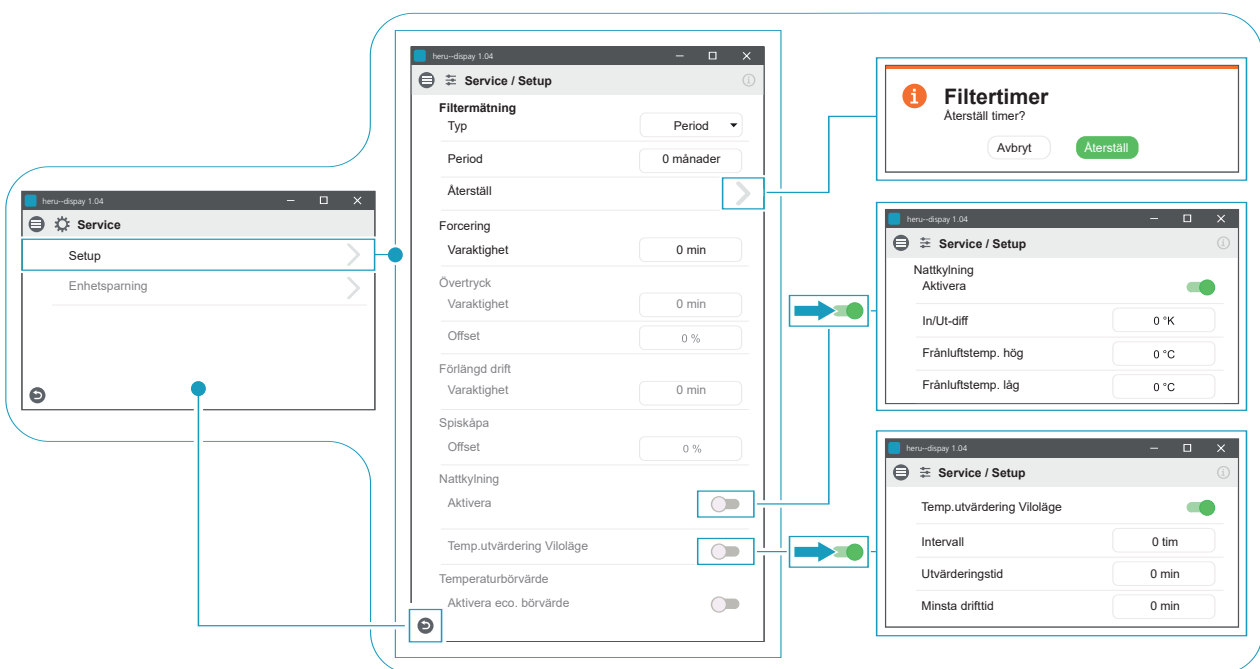 heru--dispay 1.04
Service
Setup
Enhetsparning
heru--dispay 1.04
Service / Setup
Filtermätning
Typ Period
Period 0 månader
Återställ
Forcering
Varaktighet 0 min
Övertryck
Varaktighet 0 min
Offset 0 %
Förlängd drift
Varaktighet 0 min
Spiskåpa
Offset 0 %
Nattkylning
Aktivera
Temp.utvärdering Viloläge
Temperaturbörvärde
Aktivera eco. börvärde
Filtertimer
Återställ timer?
Avbryt Återställ
heru--dispay 1.04
Service / Setup
Nattkylning
Aktivera
In/Ut-diff 0 °K
Frånluftstemp. hög 0 °C
Frånluftstemp. låg 0 °C
heru--dispay 1.04
Service / Setup
Temp.utvärdering Viloläge
Intervall 0 tim
Utvärderingstid 0 min
Minsta drifttid 0 min